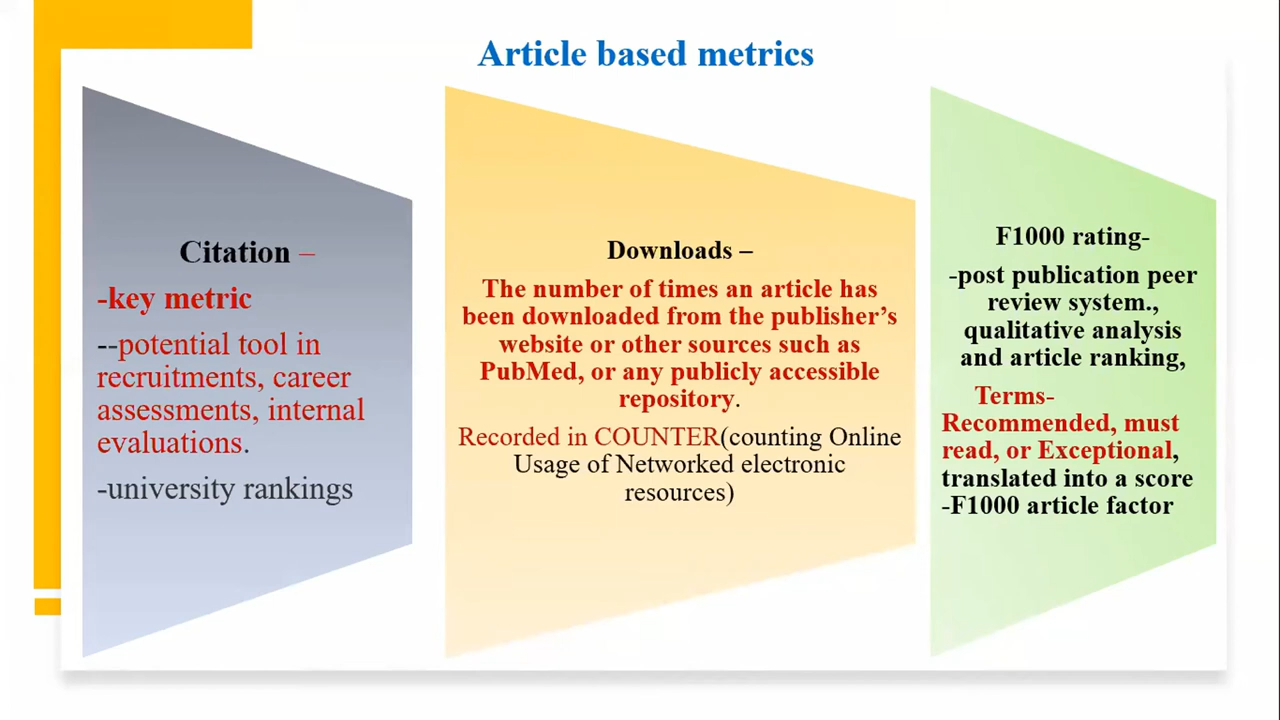 Article based metrics
Citation –
-key metric
--potential tool in
recruitments, career
assessments, internal
evaluations.
-university rankings
Downloads –
The number of times an article has
been downloaded from the publisher’s
website or other sources such as
PubMed, or any publicly accessible
repository.
Recorded in COUNTER(counting Online
Usage of Networked electronic
resources)
F1000 rating-
-post publication peer
review system.,
qualitative analysis
and article ranking,
Terms-
Recommended, must
read, or Exceptional,
translated into a score
-F1000 article factor